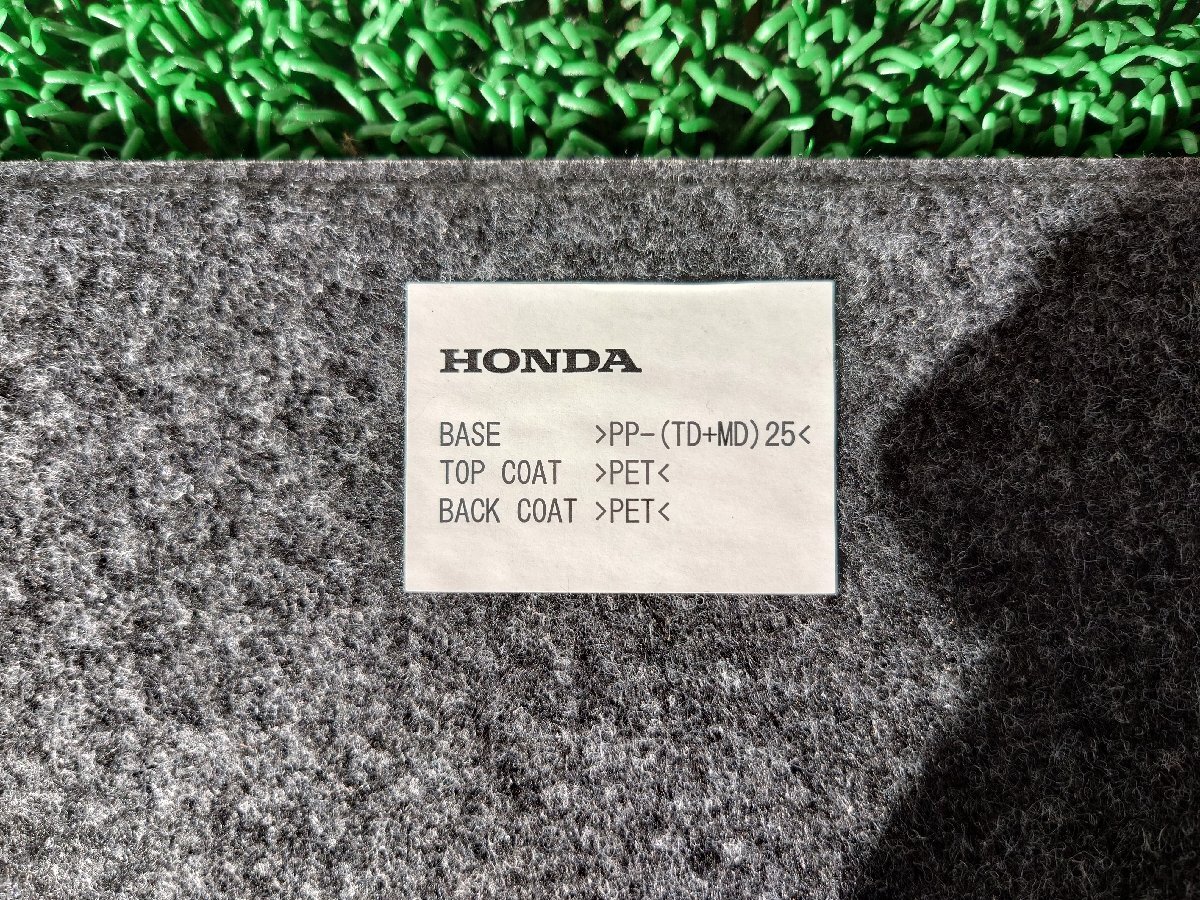 HONDA
BASE >PP-(TD+MD)25<
TOP COAT >PET<
BACK COAT >PET<